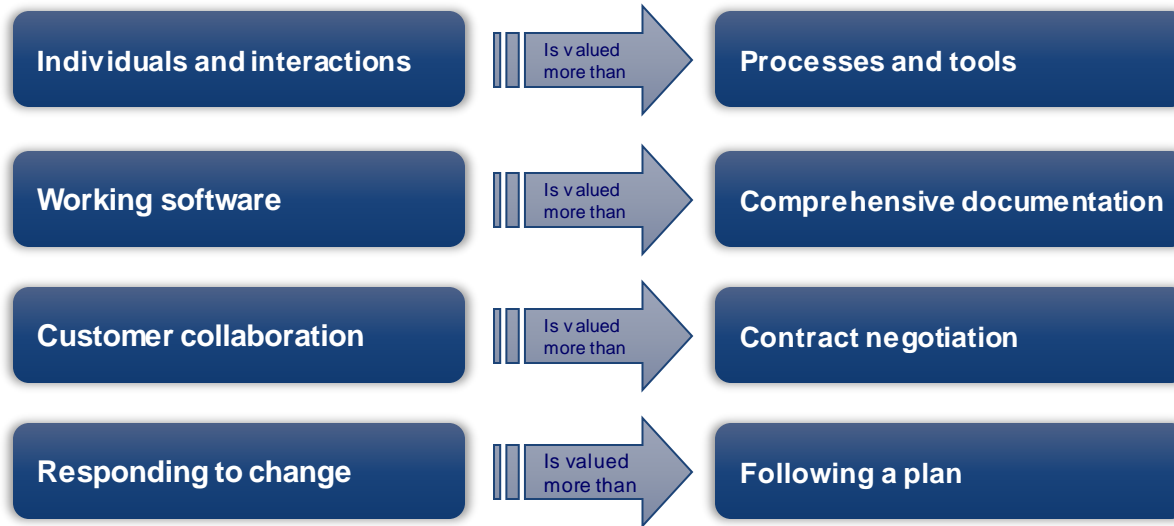 Individuals and interactions
Is valued
more than
Processes and tools
Working software
Is valued
more than
Comprehensive documentation
Customer collaboration
Is valued
more than
Contract negotiation
Responding to change
Is valued
more than
Following a plan